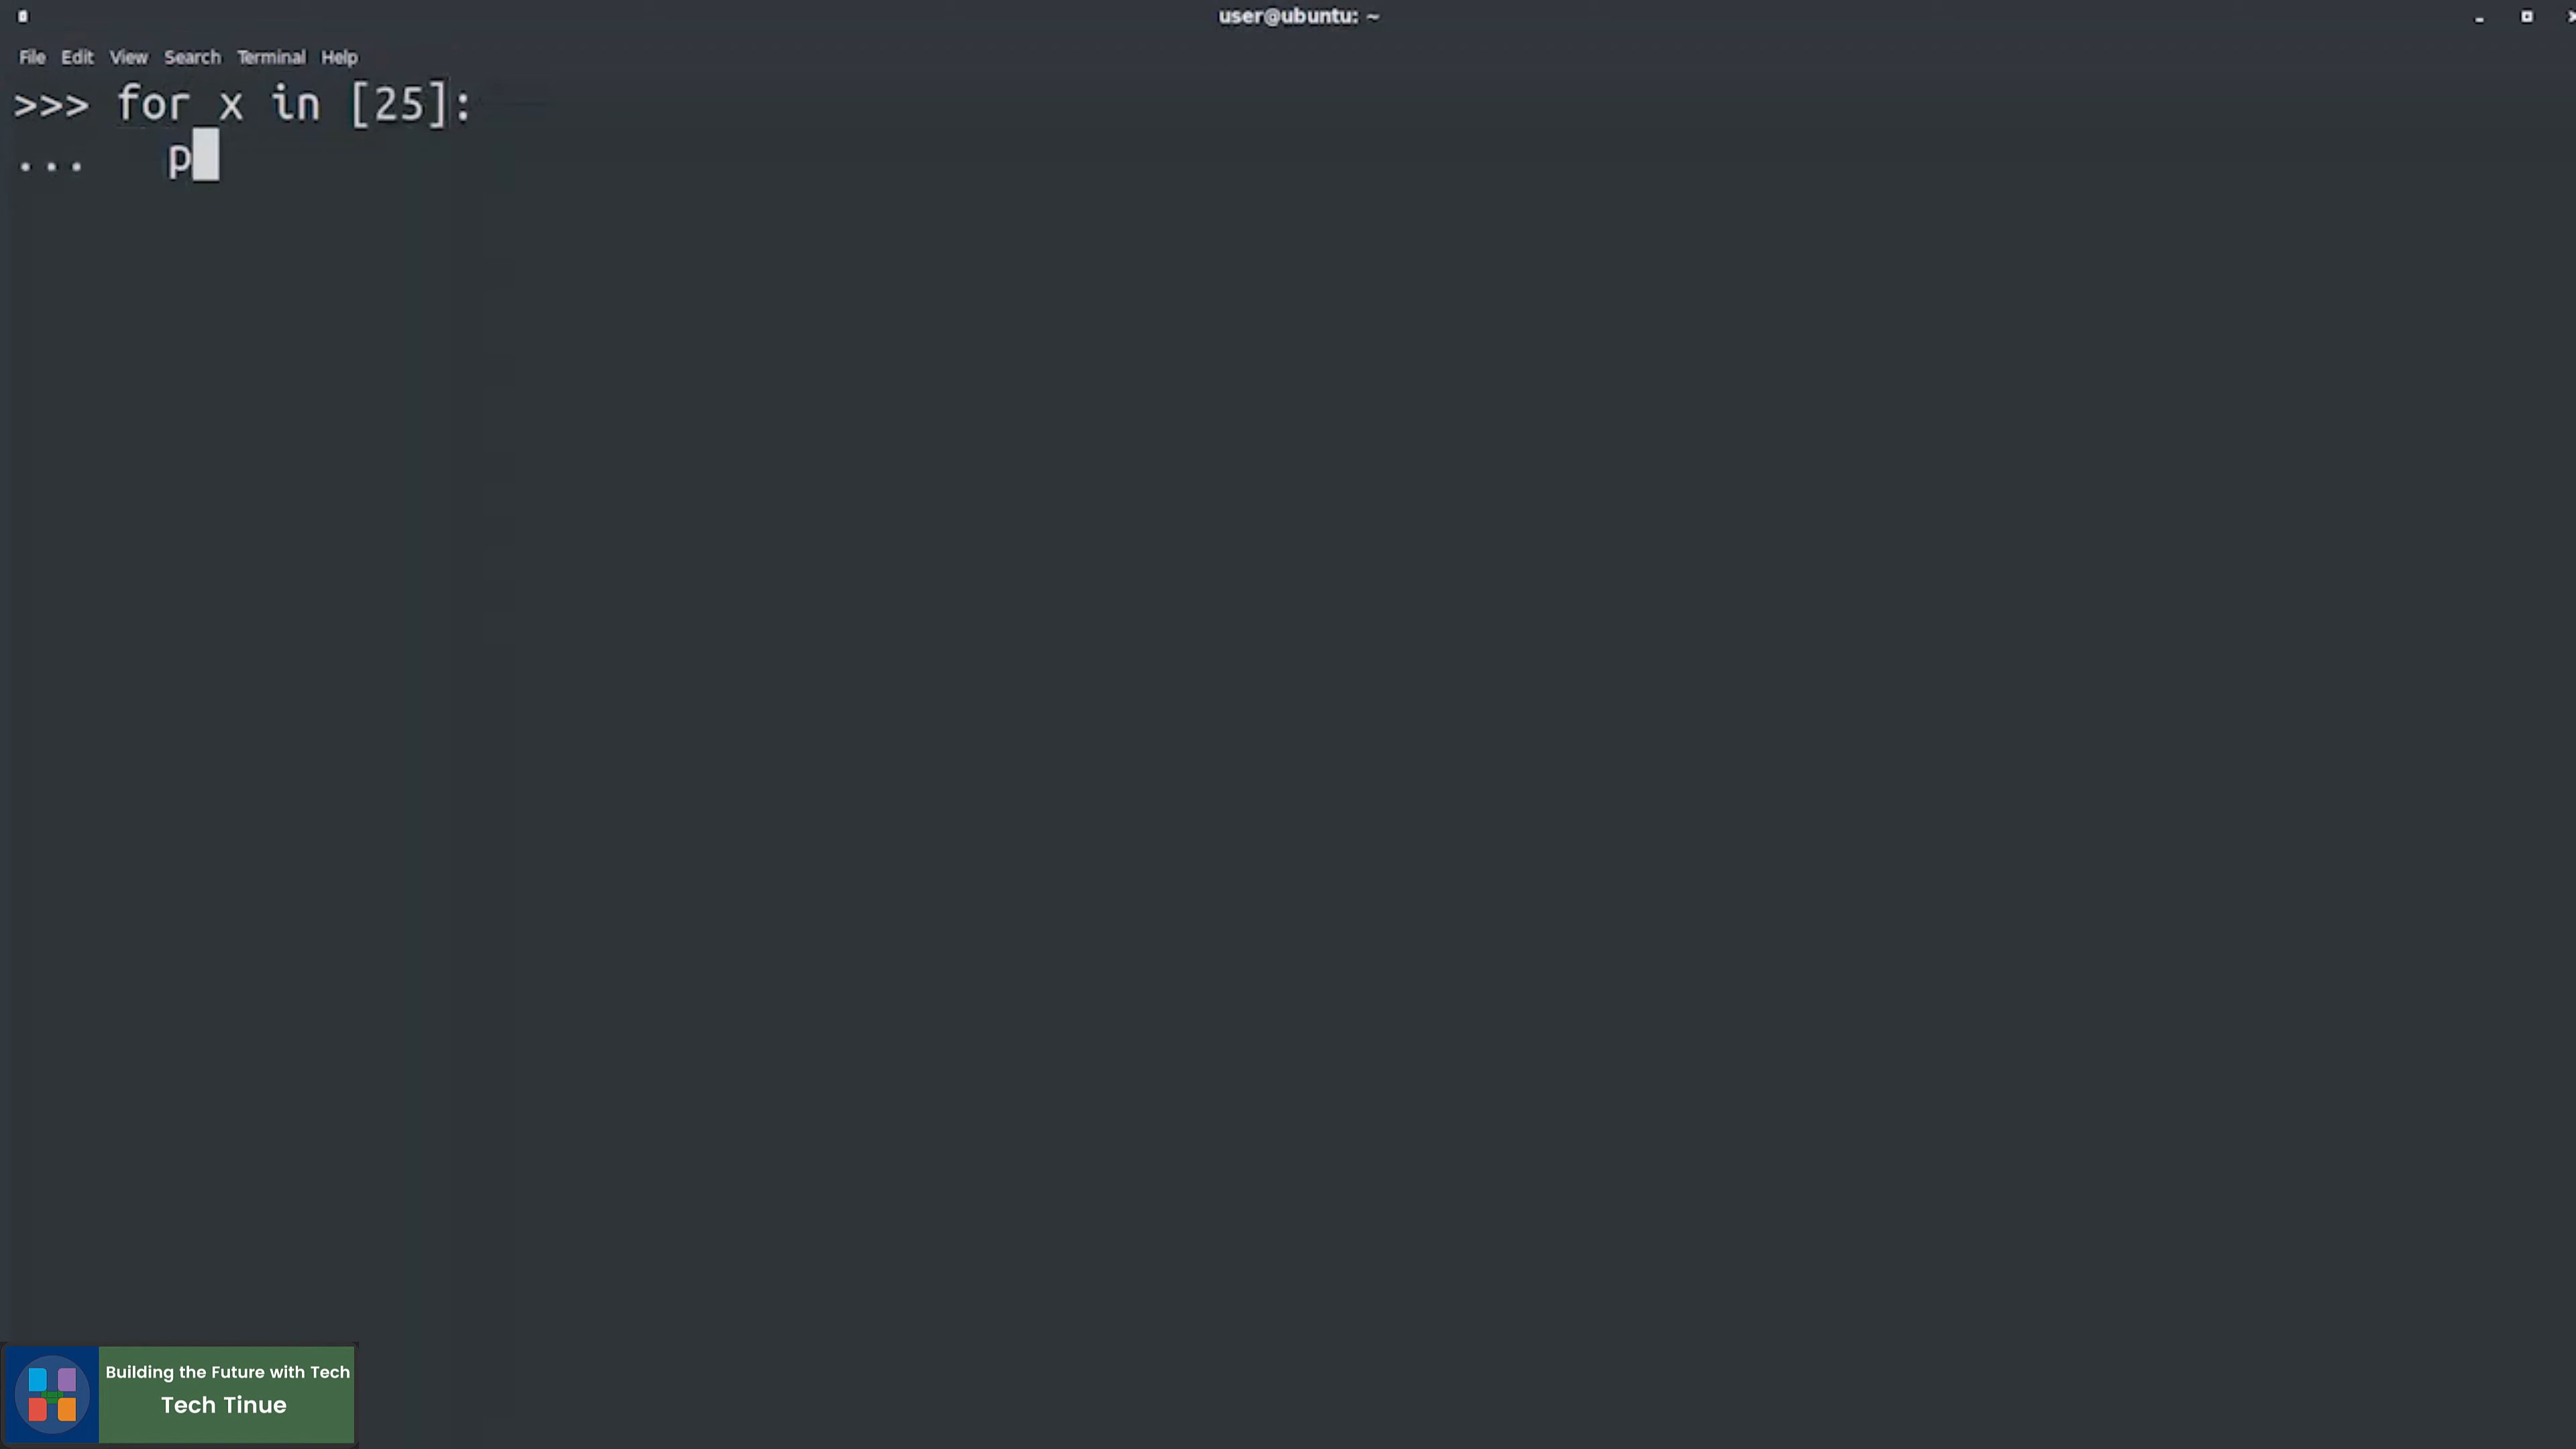 user@ubuntu: ~
File Edit View Search Terminal Help
>>> for x in [25]:
...   p
Building the Future with Tech
Tech Tinue